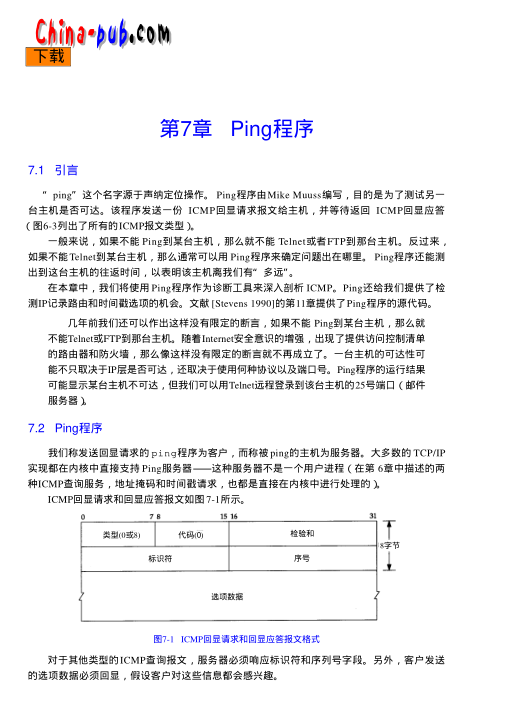 China-pub.com
下载
第7章 Ping程序
7.1 引言
“ping”这个名字源于声纳定位操作。Ping程序由Mike Muuss编写，目的是为了测试另一
台主机是否可达。该程序发送一份 ICMP回显请求报文给主机，并等待返回 ICMP回显应答
（图6-3列出了所有的ICMP报文类型）。
一般来说，如果不能 Ping到某台主机，那么就不能 Telnet或者FTP到那台主机。反过来，
如果不能 Telnet到某台主机，那么通常可以用 Ping程序来确定问题出在哪里。 Ping程序还能测
出到这台主机的往返时间，以表明该主机离我们有“多远”。
在本章中，我们将使用 Ping程序作为诊断工具来深入剖析 ICMP。Ping还给我们提供了检
测IP记录路由和时间戳选项的机会。文献 [Stevens 1990]的第11章提供了Ping程序的源代码。
几年前我们还可以作出这样没有限定的断言，如果不能 Ping到某台主机，那么就
不能Telnet或FTP到那台主机。随着Internet安全意识的增强，出现了提供访问控制清单
的路由器和防火墙，那么像这样没有限定的断言就不再成立了。一台主机的可达性可
能不只取决于IP层是否可达，还取决于使用何种协议以及端口号。Ping程序的运行结果
可能显示某台主机不可达，但我们可以用Telnet远程登录到该台主机的25号端口（邮件
服务器）。
7.2 Ping程序
我们称发送回显请求的ping程序为客户，而称被ping的主机为服务器。大多数的 TCP/IP
实现都在内核中直接支持 Ping服务器——这种服务器不是一个用户进程（在第 6章中描述的两
种ICMP查询服务，地址掩码和时间戳请求，也都是直接在内核中进行处理的）。
ICMP回显请求和回显应答报文如图 7-1所示。
0 7 8 15 16 31
类型(0或8) 代码(0) 检验和
8字节
标识符 序号
选项数据
图7-1 ICMP回显请求和回显应答报文格式
对于其他类型的ICMP查询报文，服务器必须响应标识符和序列号字段。另外，客户发送
的选项数据必须回显，假设客户对这些信息都会感兴趣。